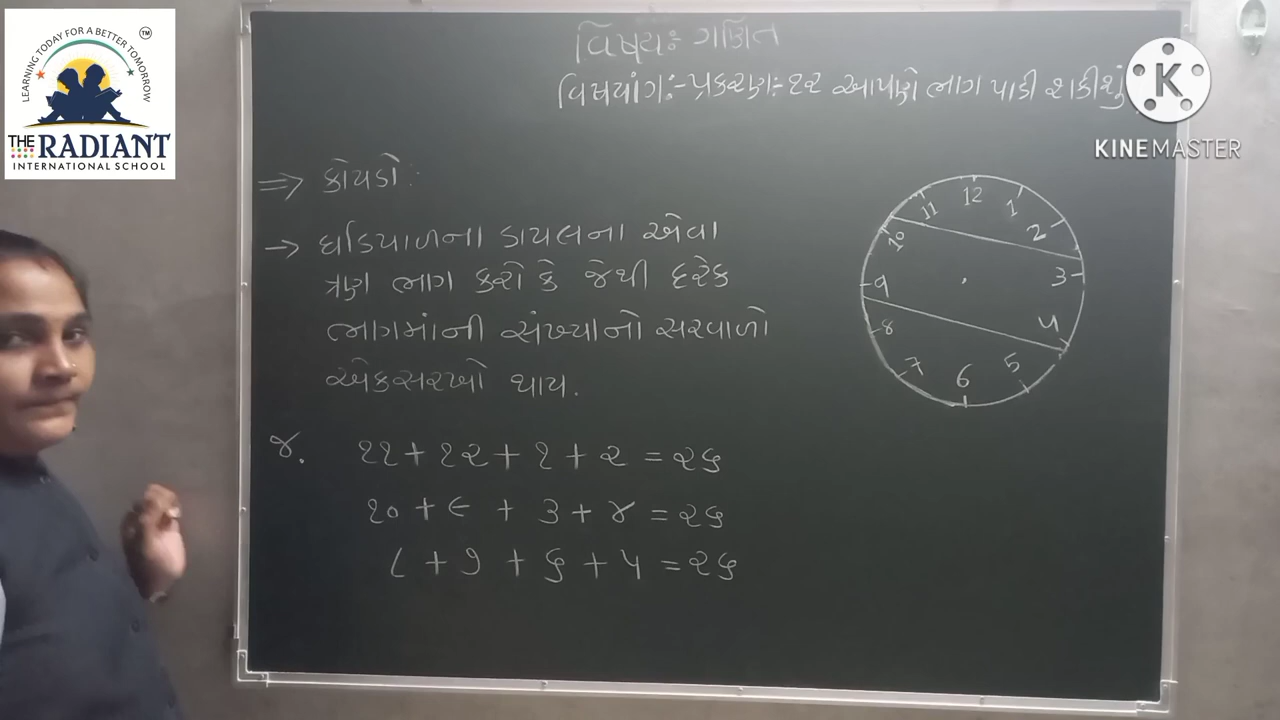 LEARNING TODAY FOR A BETTER TOMORROW
TM
THE RADIANT
INTERNATIONAL SCHOOL
KINEMASTER
વિષય:- ગણિત
વિષયાંગ:- પ્રકરણ:- ૧૨ આપણે ભાગ પાડી શકીશું
⇒ કોયડો:
→ ઘડિયાળના ડાયલના એવા
ત્રણ ભાગ કરો કે જેથી દરેક
ભાગમાંની સંખ્યાનો સરવાળો
એકસરખો થાય.
12
11
1
10
2
9
3
8
4
7
5
6
જ. ૧૧ + ૧૨ + ૧ + ૨ = ૨૬
૧૦ + ૯ + ૩ + ૪ = ૨૬
૮ + ૭ + ૬ + ૫ = ૨૬